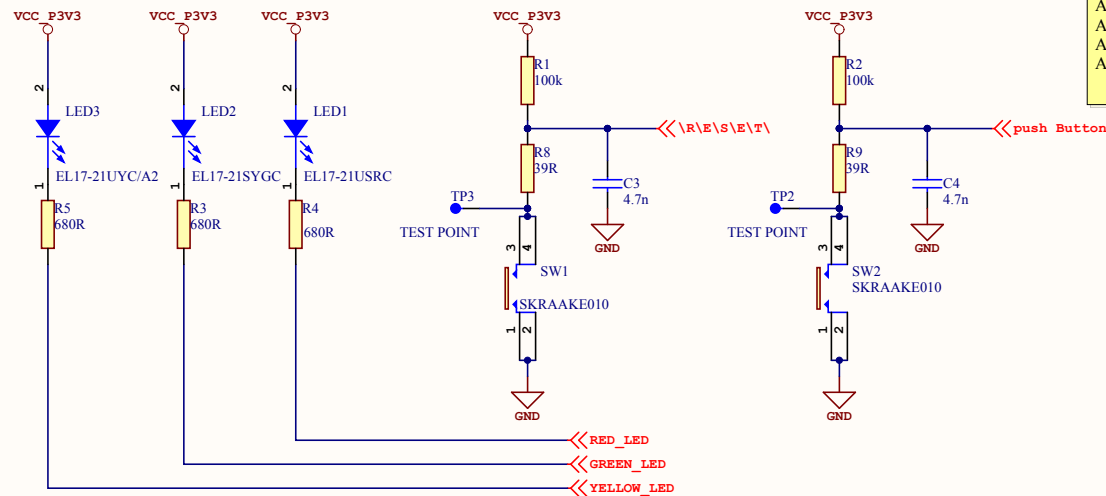 VCC_P3V3
VCC_P3V3
VCC_P3V3
VCC_P3V3
VCC_P3V3
A
A
A
A
2
LED3
1
EL17-21UYC/A2
R5
680R
2
LED2
1
EL17-21SYGC
R3
680R
2
LED1
1
EL17-21USRC
R4
680R
R1
100k
\R\E\S\E\T\
R8
39R
C3
4.7n
GND
TP3
TEST POINT
3
4
SW1
SKRAAKE010
1
2
GND
R2
100k
push Button
R9
39R
C4
4.7n
GND
TP2
TEST POINT
3
4
SW2
SKRAAKE010
1
2
GND
RED_LED
GREEN_LED
YELLOW_LED